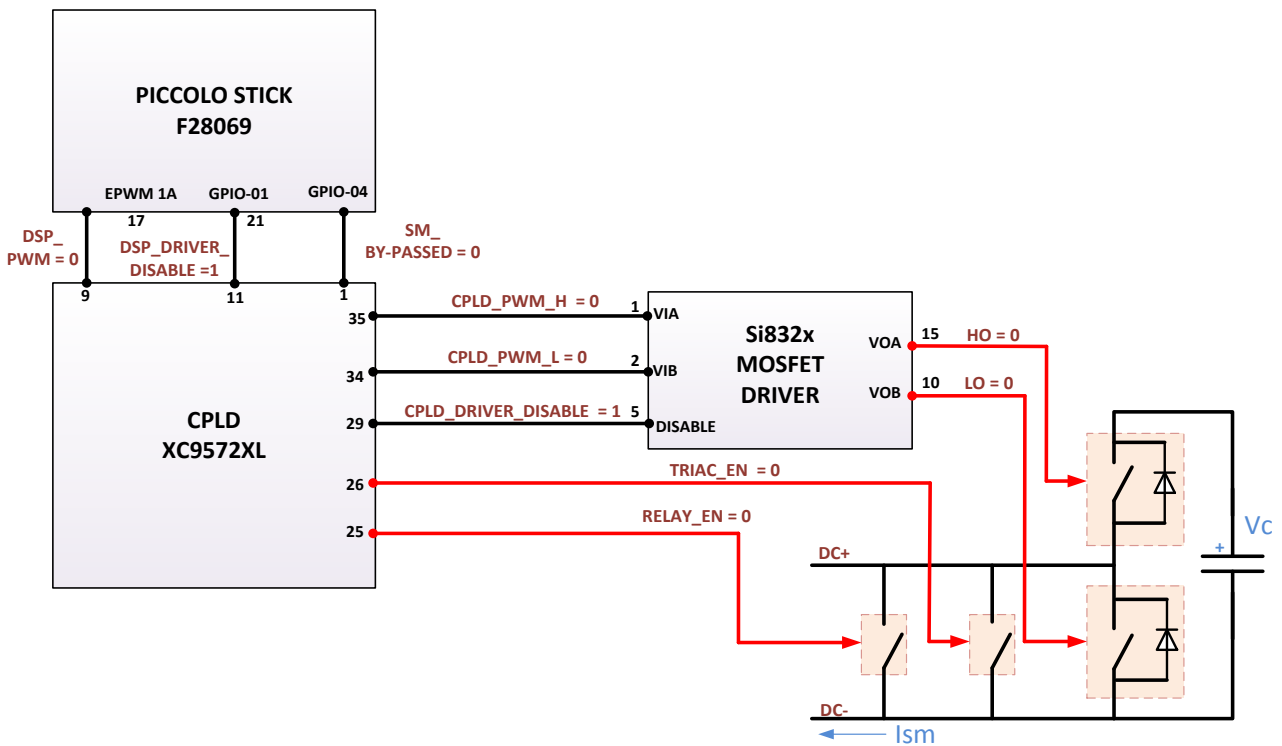 PICCOLO STICK
F28069
EPWM 1A
GPIO-01
GPIO-04
17
21
DSP_
PWM = 0
DSP_DRIVER_
DISABLE =1
SM_
BY-PASSED = 0
9
11
1
CPLD
XC9572XL
35
34
29
26
25
CPLD_PWM_H = 0
CPLD_PWM_L = 0
CPLD_DRIVER_DISABLE = 1
TRIAC_EN = 0
RELAY_EN = 0
1
2
5
VIA
VIB
DISABLE
Si832x
MOSFET
DRIVER
VOA
VOB
15
10
HO = 0
LO = 0
DC+
DC-
Ism
+
Vc